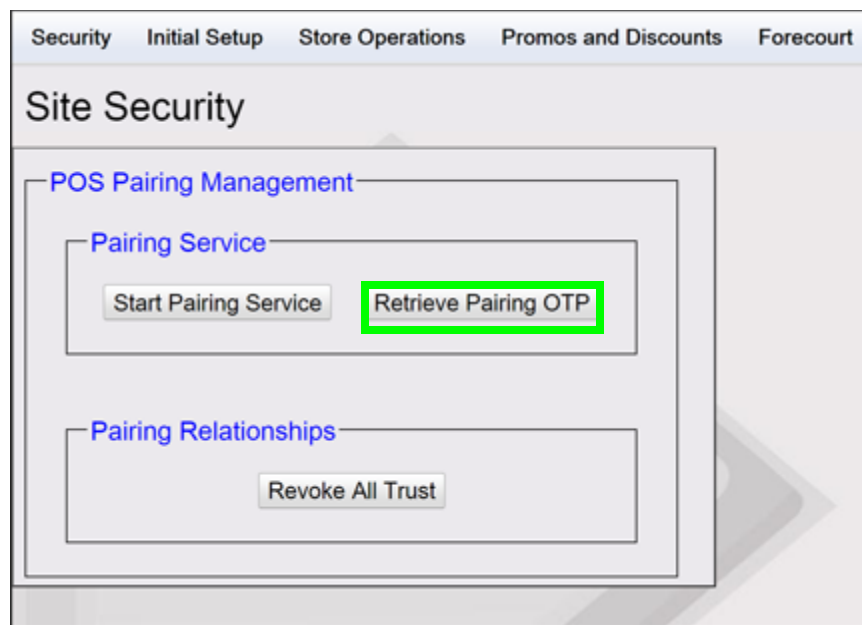 Security Initial Setup Store Operations Promos and Discounts Forecourt
Site Security
POS Pairing Management
Pairing Service
Start Pairing Service Retrieve Pairing OTP
Pairing Relationships
Revoke All Trust